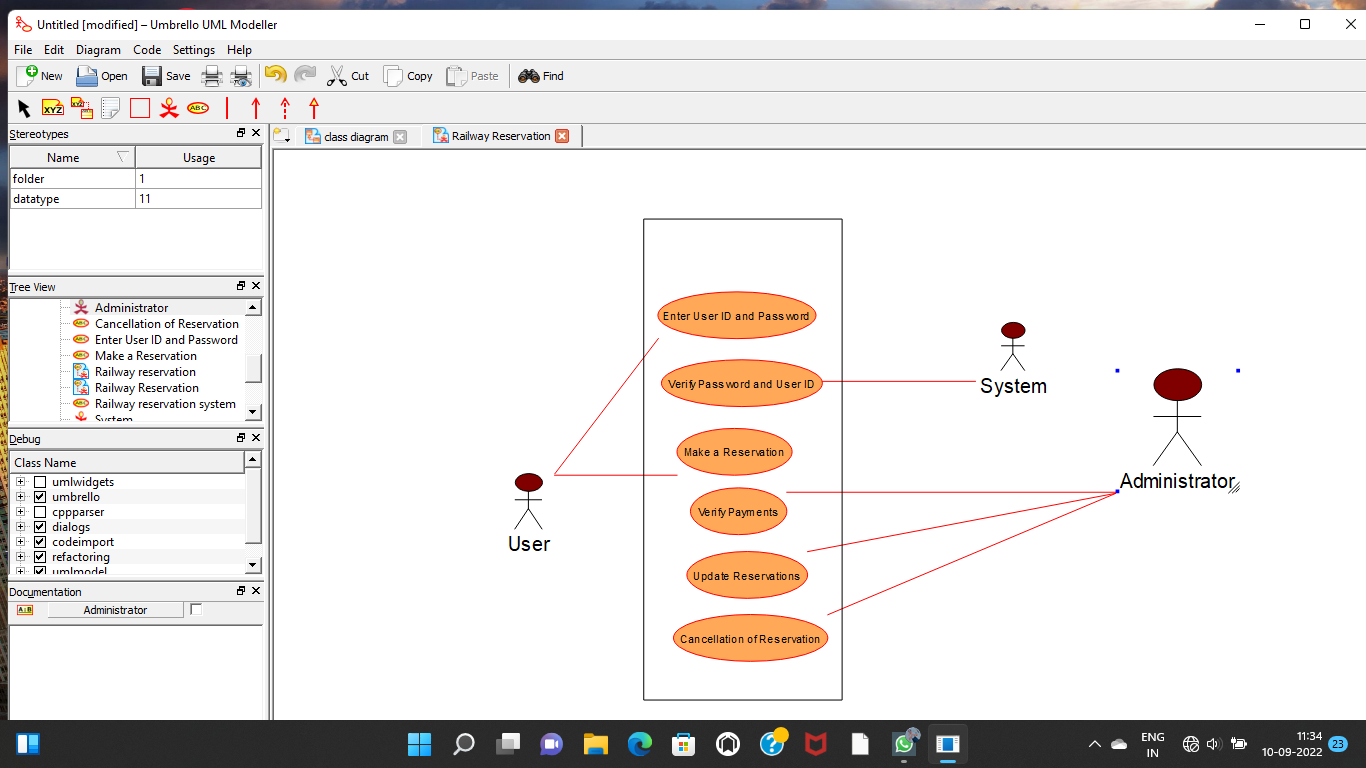 Untitled [modified] – Umbrello UML Modeller
File Edit Diagram Code Settings Help
New Open Save Cut Copy Paste Find
XYZ XYZ ABC
Stereotypes
class diagram Railway Reservation
Name Usage
folder 1
datatype 11
Tree View
Administrator
Cancellation of Reservation
Enter User ID and Password
Make a Reservation
Railway reservation
Railway Reservation
Railway reservation system
System
Debug
Class Name
umlwidgets
umbrello
cppparser
dialogs
codeimport
refactoring
umlmodel
Documentation
Administrator
Enter User ID and Password
Verify Password and User ID
Make a Reservation
Verify Payments
Update Reservations
Cancellation of Reservation
User
System
Administrator
ENG
IN
11:34
10-09-2022
23